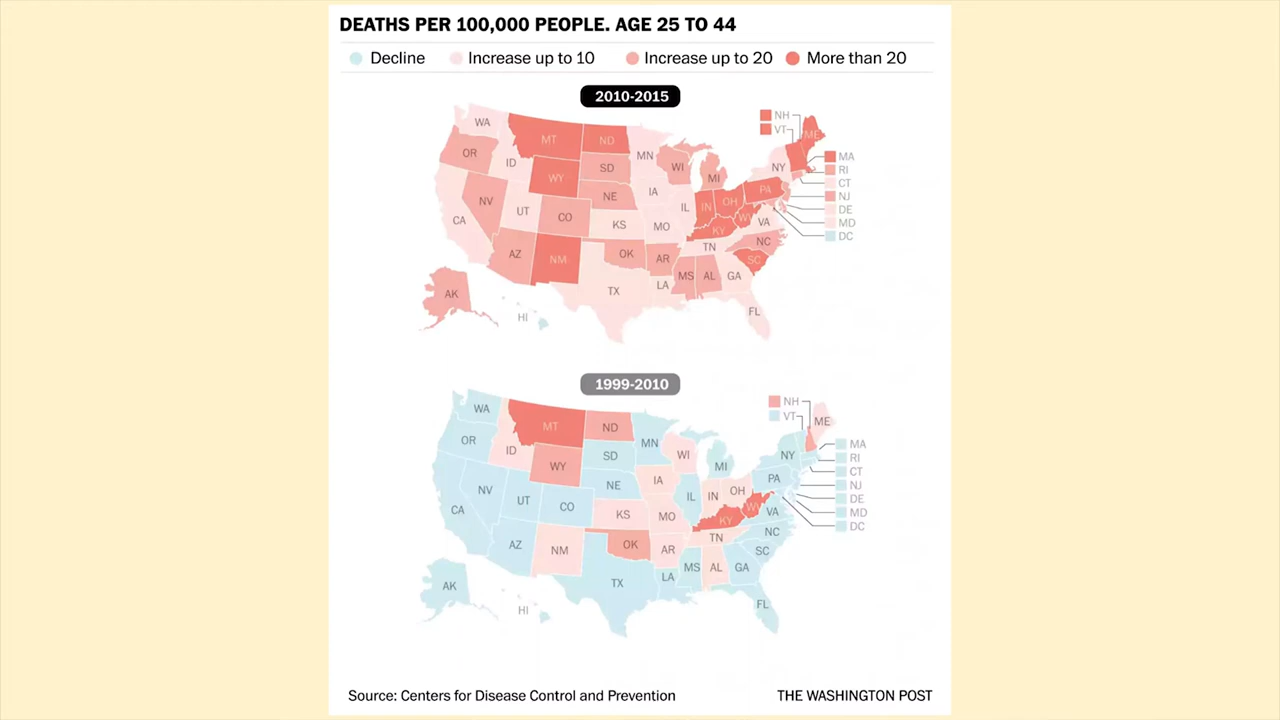 DEATHS PER 100,000 PEOPLE. AGE 25 TO 44
Decline Increase up to 10 Increase up to 20 More than 20
2010-2015
WA
MT
ND
OR
ID
WY
SD
MN
WI
MI
NY
NH
VT
ME
MA
RI
CT
NJ
DE
MD
DC
NV
UT
CO
NE
IA
IL
IN
OH
PA
WV
VA
CA
KS
MO
KY
AZ
NM
OK
AR
TN
NC
SC
AK
HI
TX
LA
MS
AL
GA
FL
1999-2010
WA
MT
ND
OR
ID
WY
SD
MN
WI
MI
NY
NH
VT
ME
MA
RI
CT
NJ
DE
MD
DC
NV
UT
CO
NE
IA
IL
IN
OH
PA
WV
VA
CA
KS
MO
KY
AZ
NM
OK
AR
TN
NC
SC
AK
HI
TX
LA
MS
AL
GA
FL
Source: Centers for Disease Control and Prevention
THE WASHINGTON POST